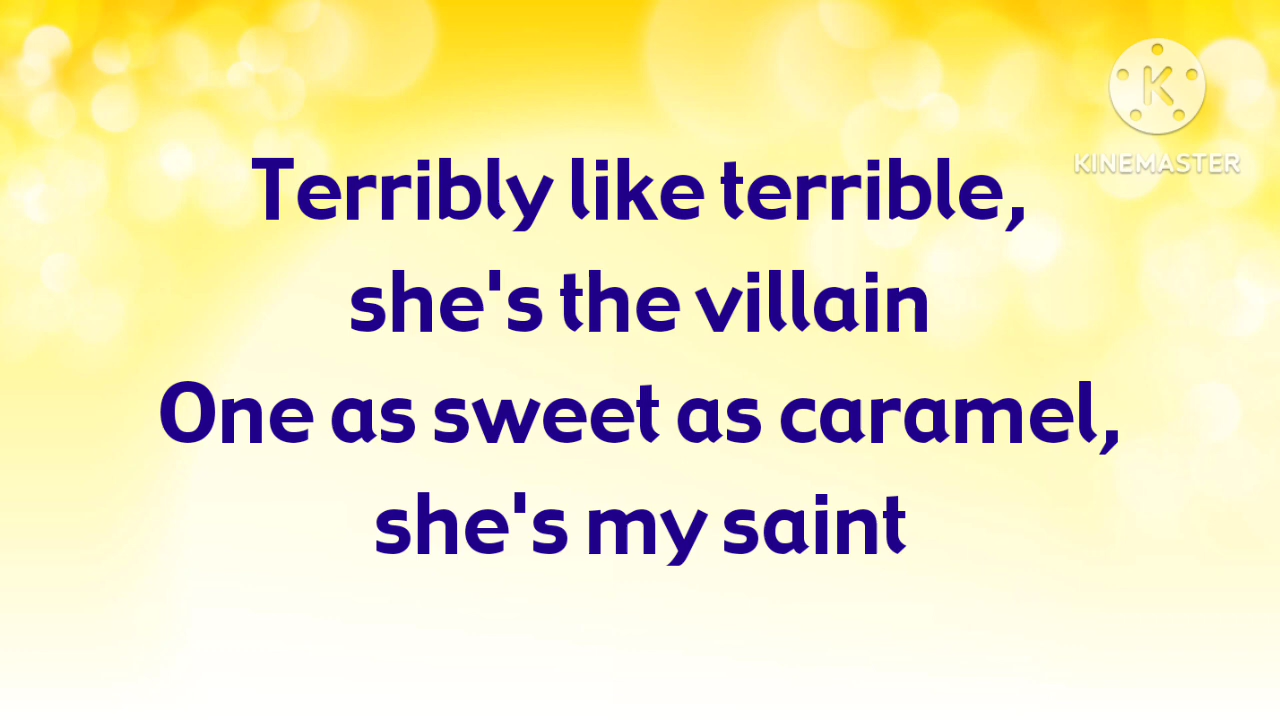 KINEMASTER
Terribly like terrible,
she's the villain
One as sweet as caramel,
she's my saint